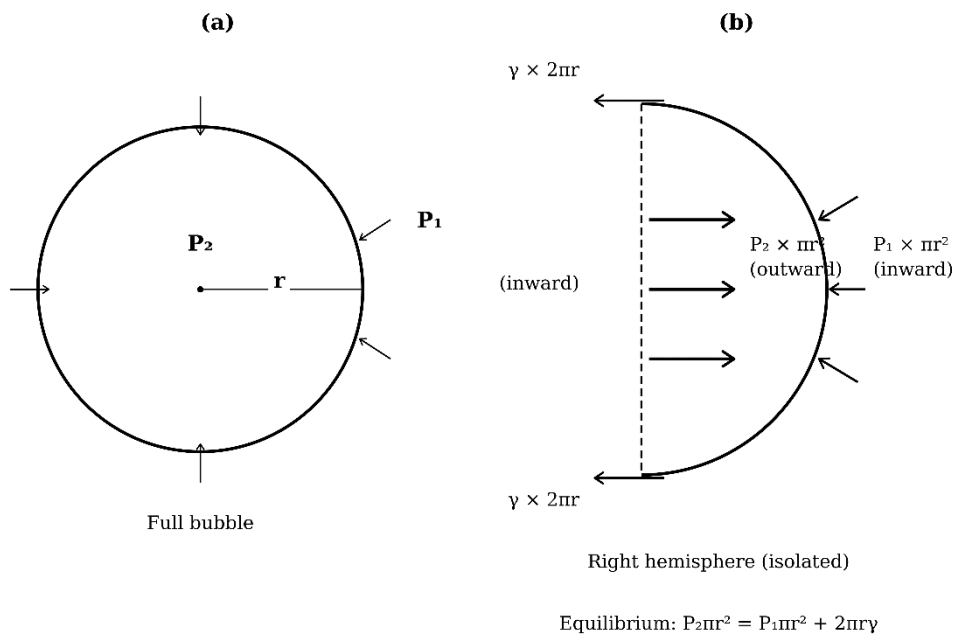 (a)
P₂
r
P₁
Full bubble
(b)
γ × 2πr
(inward)
P₂ × πr²
(outward)
P₁ × πr²
(inward)
γ × 2πr
Right hemisphere (isolated)
Equilibrium: P₂πr² = P₁πr² + 2πrγ